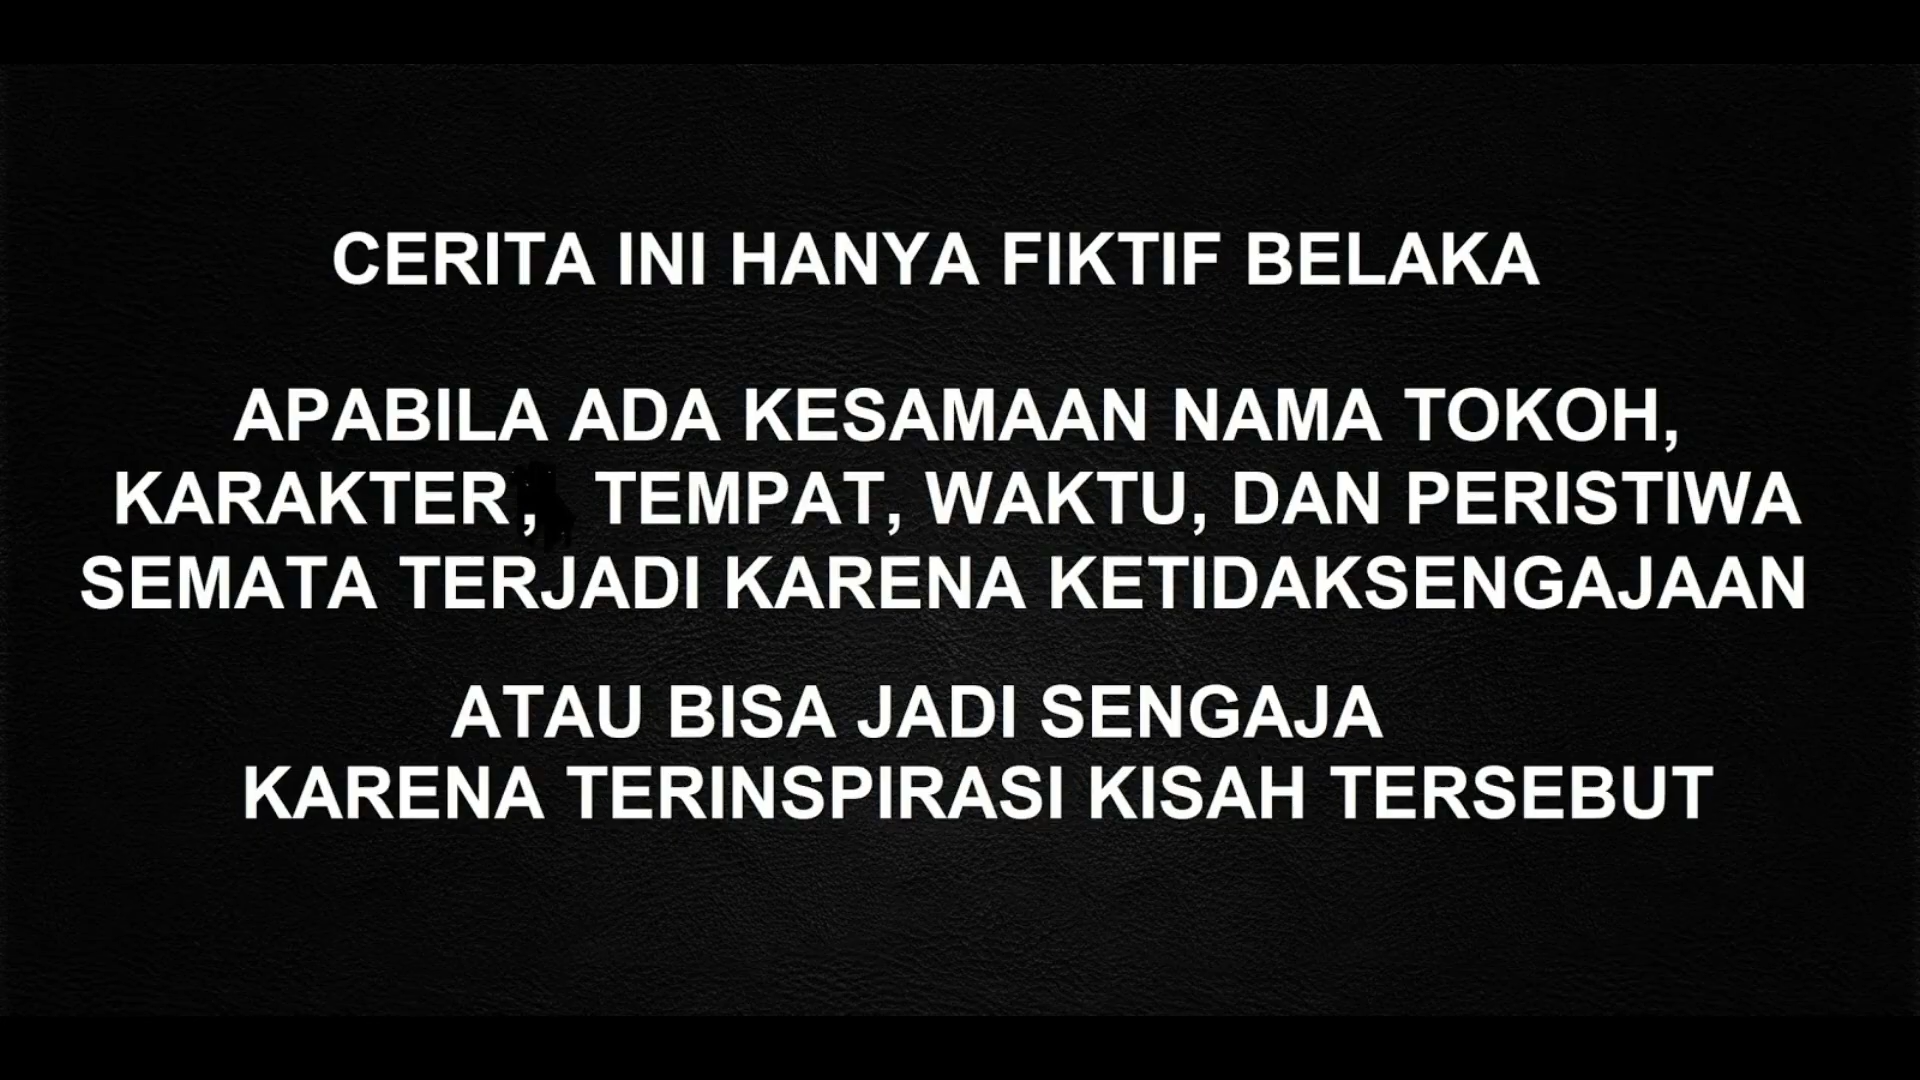 CERITA INI HANYA FIKTIF BELAKA
APABILA ADA KESAMAAN NAMA TOKOH,
KARAKTER, TEMPAT, WAKTU, DAN PERISTIWA
SEMATA TERJADI KARENA KETIDAKSENGAJAAN
ATAU BISA JADI SENGAJA
KARENA TERINSPIRASI KISAH TERSEBUT